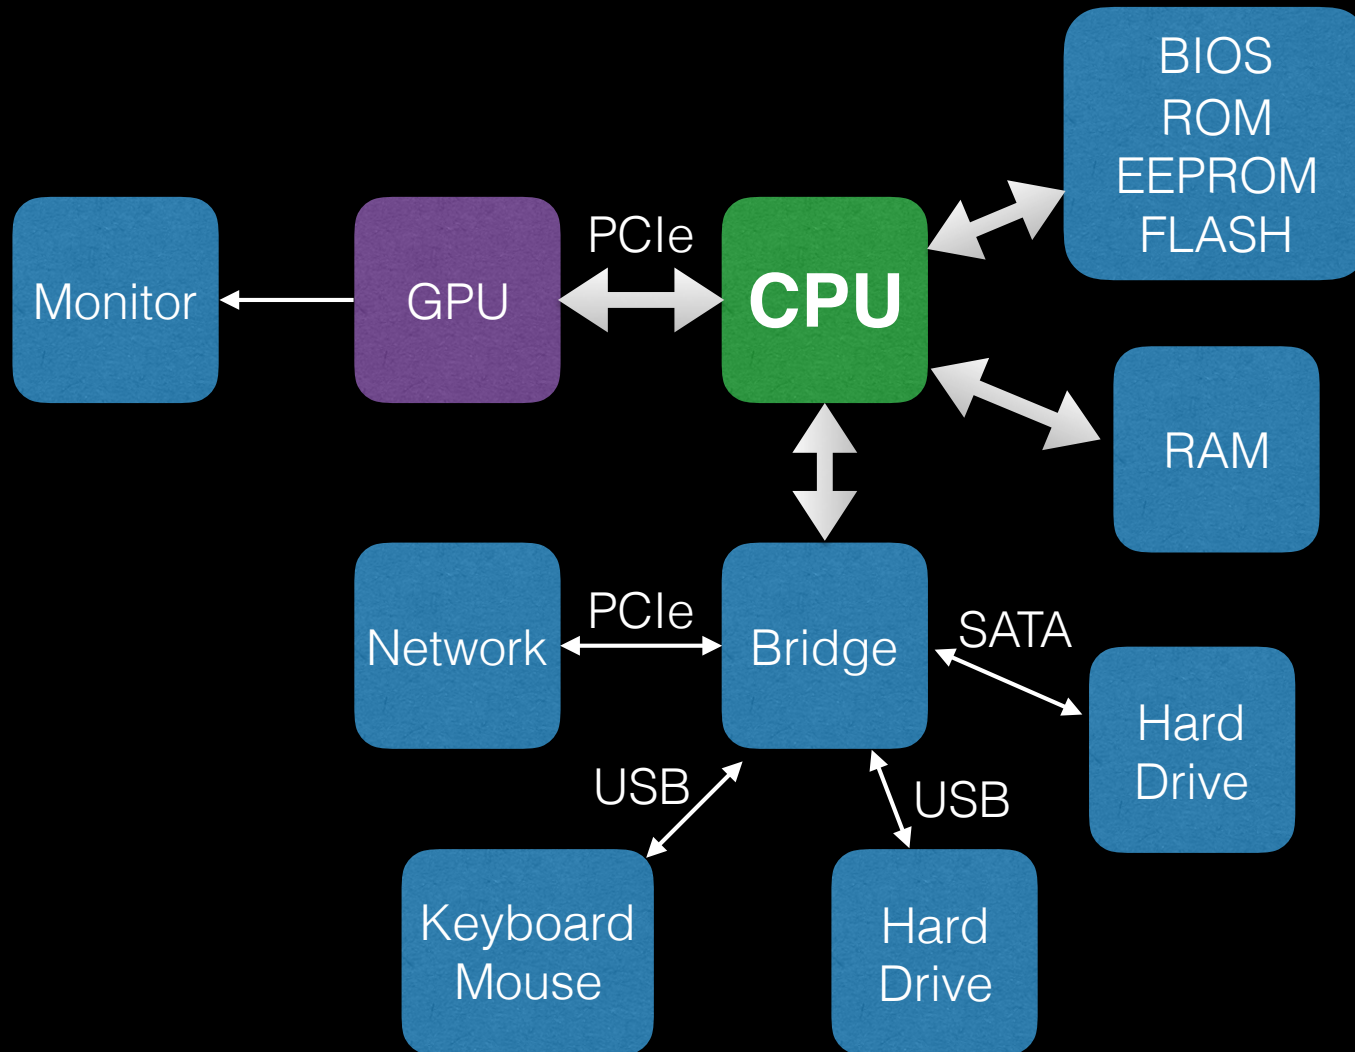 BIOS
ROM
EEPROM
FLASH
PCIe
Monitor
GPU
CPU
RAM
PCIe
Network
Bridge
SATA
Hard
Drive
USB
USB
Keyboard
Mouse
Hard
Drive